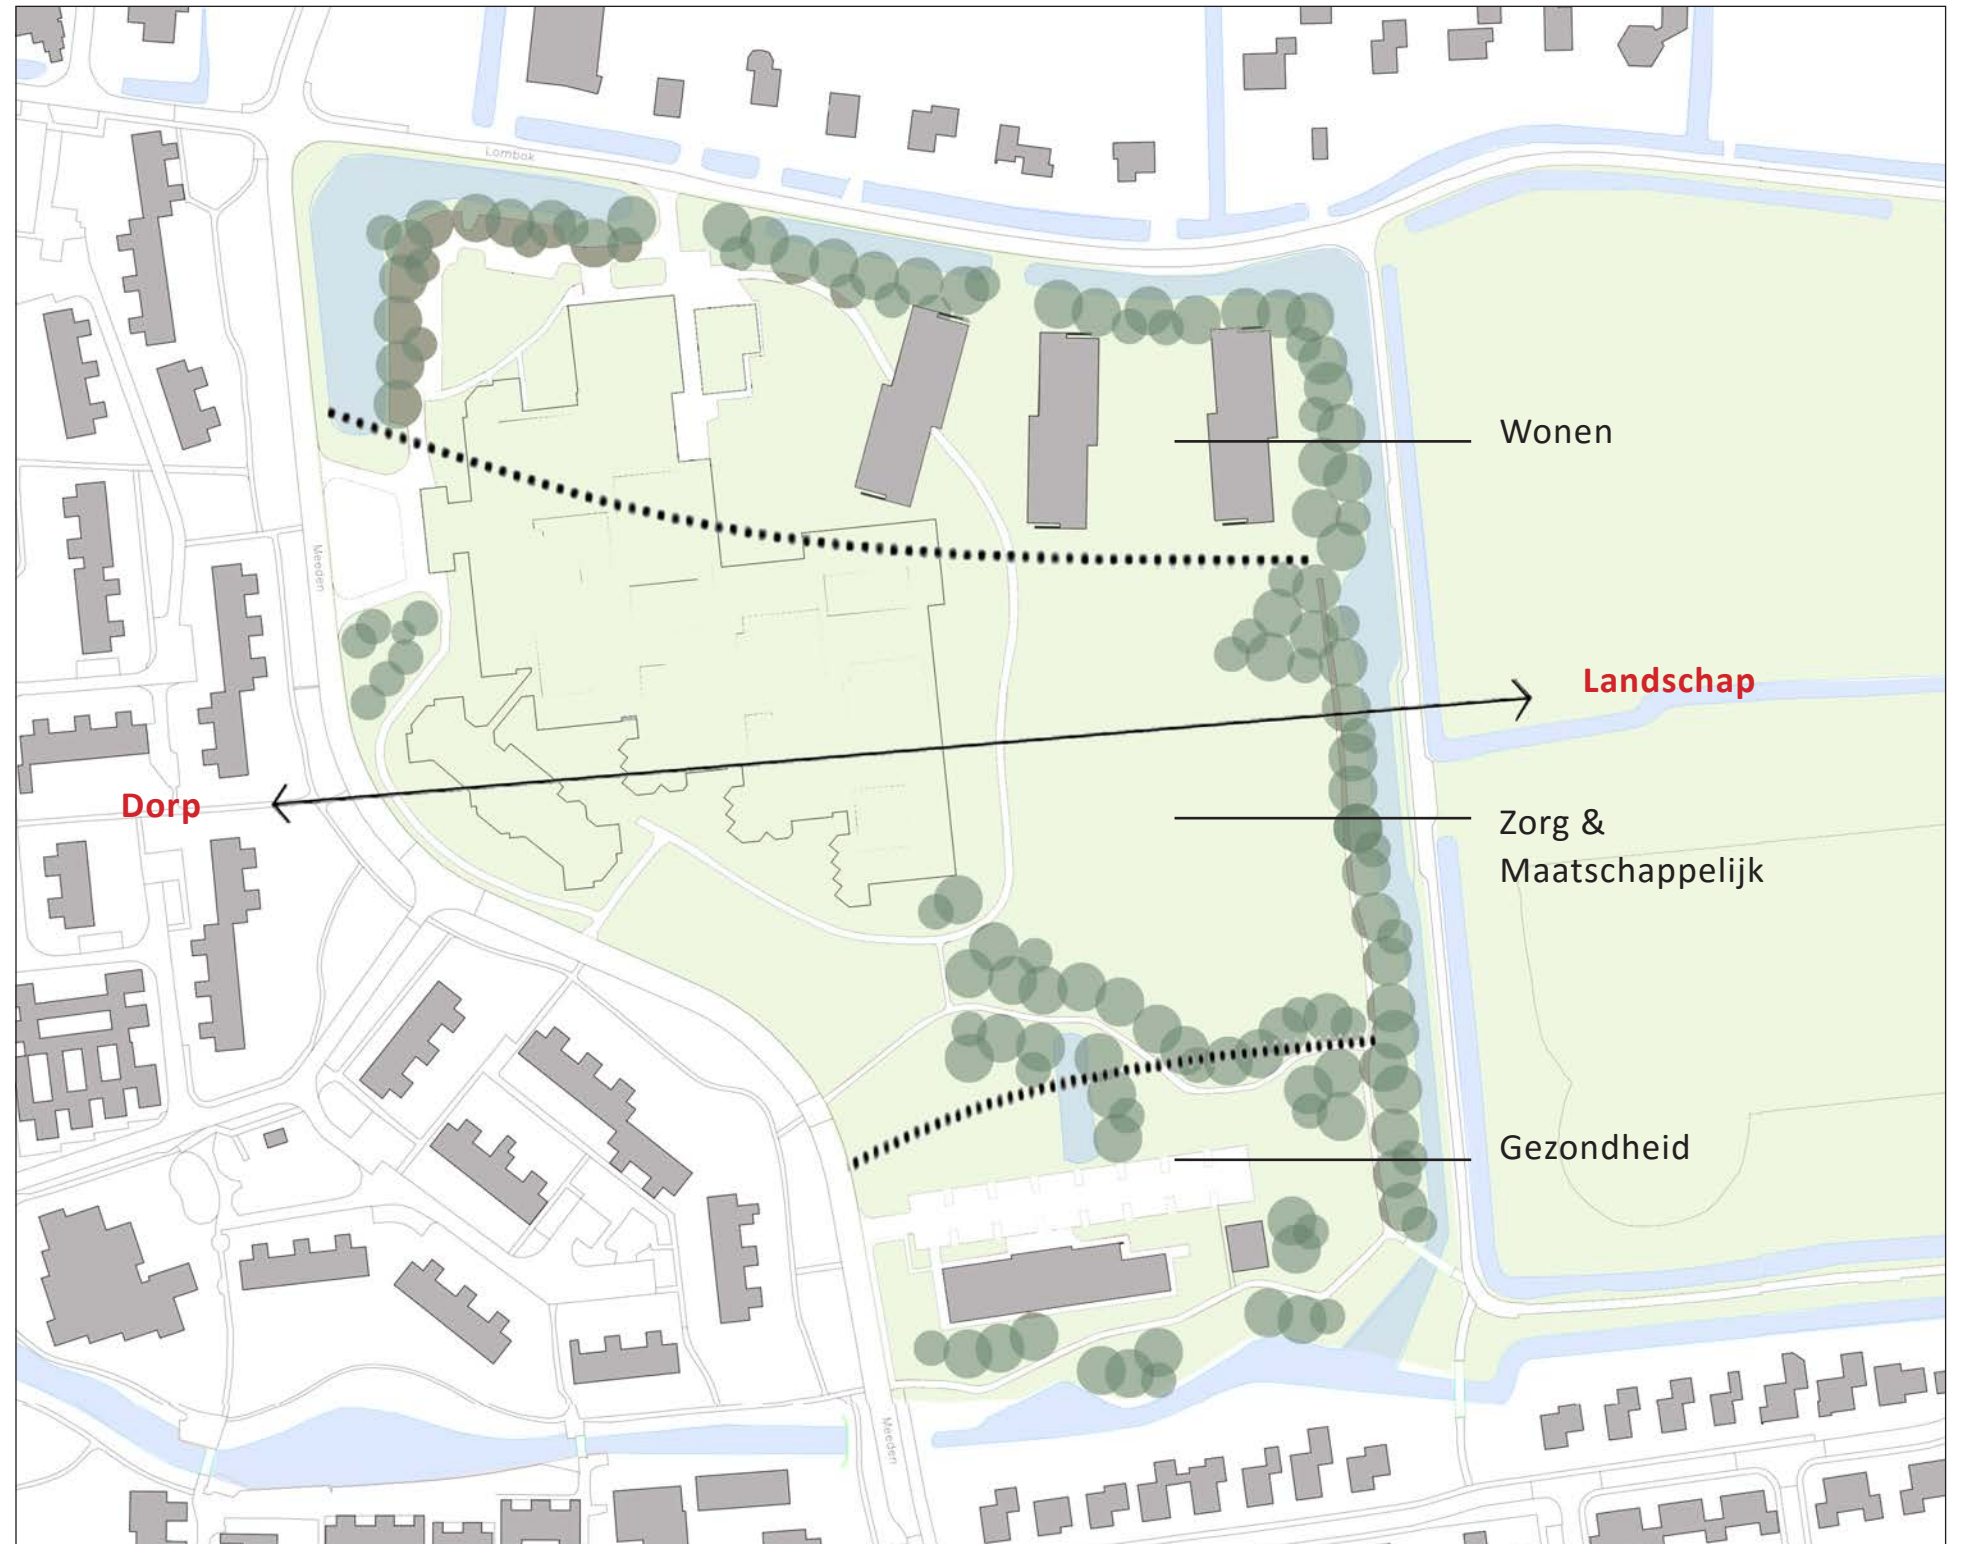 Lombok
Wonen
Meeden
Landschap
Dorp
Zorg &
Maatschappelijk
Gezondheid
Meeden